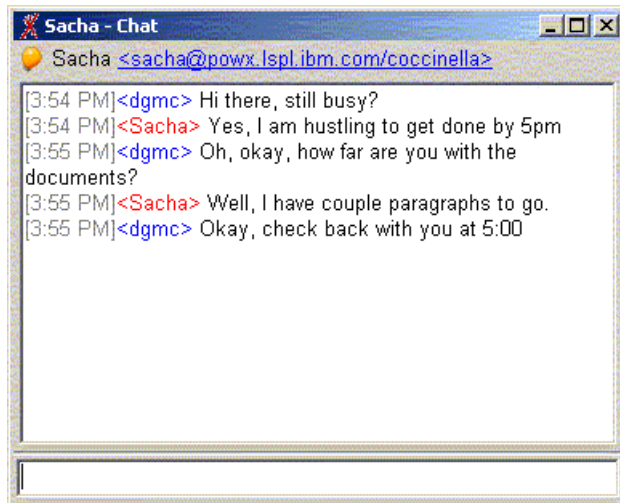 Sacha - Chat
Sacha <sacha@powx.lspl.ibm.com/coccinella>
[3:54 PM]<dgmc> Hi there, still busy?
[3:54 PM]<Sacha> Yes, I am hustling to get done by 5pm
[3:55 PM]<dgmc> Oh, okay, how far are you with the
documents?
[3:55 PM]<Sacha> Well, I have couple paragraphs to go.
[3:55 PM]<dgmc> Okay, check back with you at 5:00